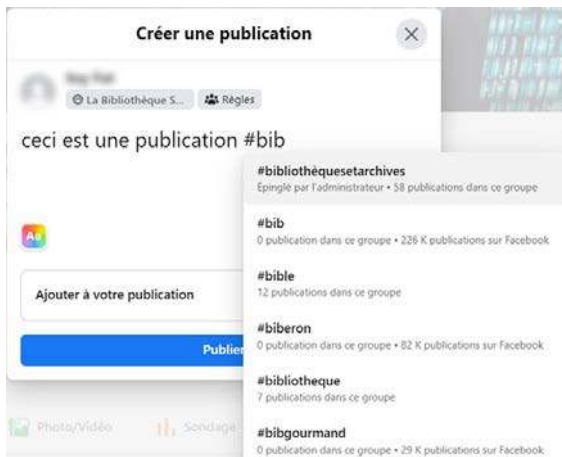 Créer une publication
La Bibliothèque S... Règles
ceci est une publication #bib
#bibliothèquesetarchives
Épinglé par l'administrateur • 58 publications dans ce groupe
#bib
0 publication dans ce groupe • 226 K publications sur Facebook
Aa
#bible
12 publications dans ce groupe
Ajouter à votre publication
#biberon
0 publication dans ce groupe • 82 K publications sur Facebook
Publier
#bibliotheque
7 publications dans ce groupe
Photo/Vidéo Sondage
#bibgourmand
0 publication dans ce groupe • 29 K publications sur Facebook